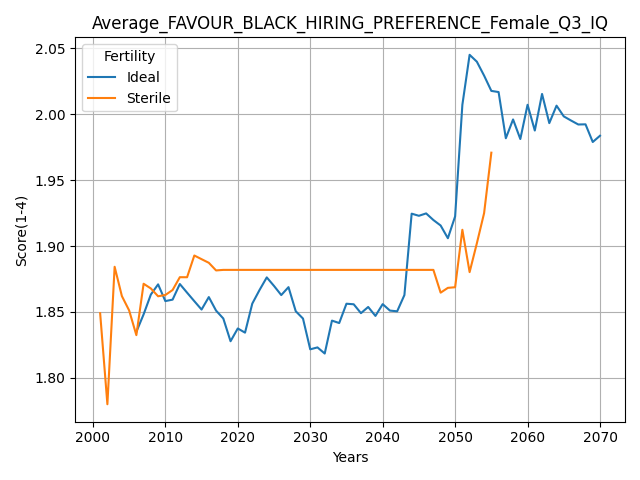 Average_FAVOUR_BLACK_HIRING_PREFERENCE_Female_Q3_IQ
Fertility
Ideal
Sterile
2.05
2.00
1.95
1.90
1.85
1.80
Score(1-4)
2000 2010 2020 2030 2040 2050 2060 2070
Years